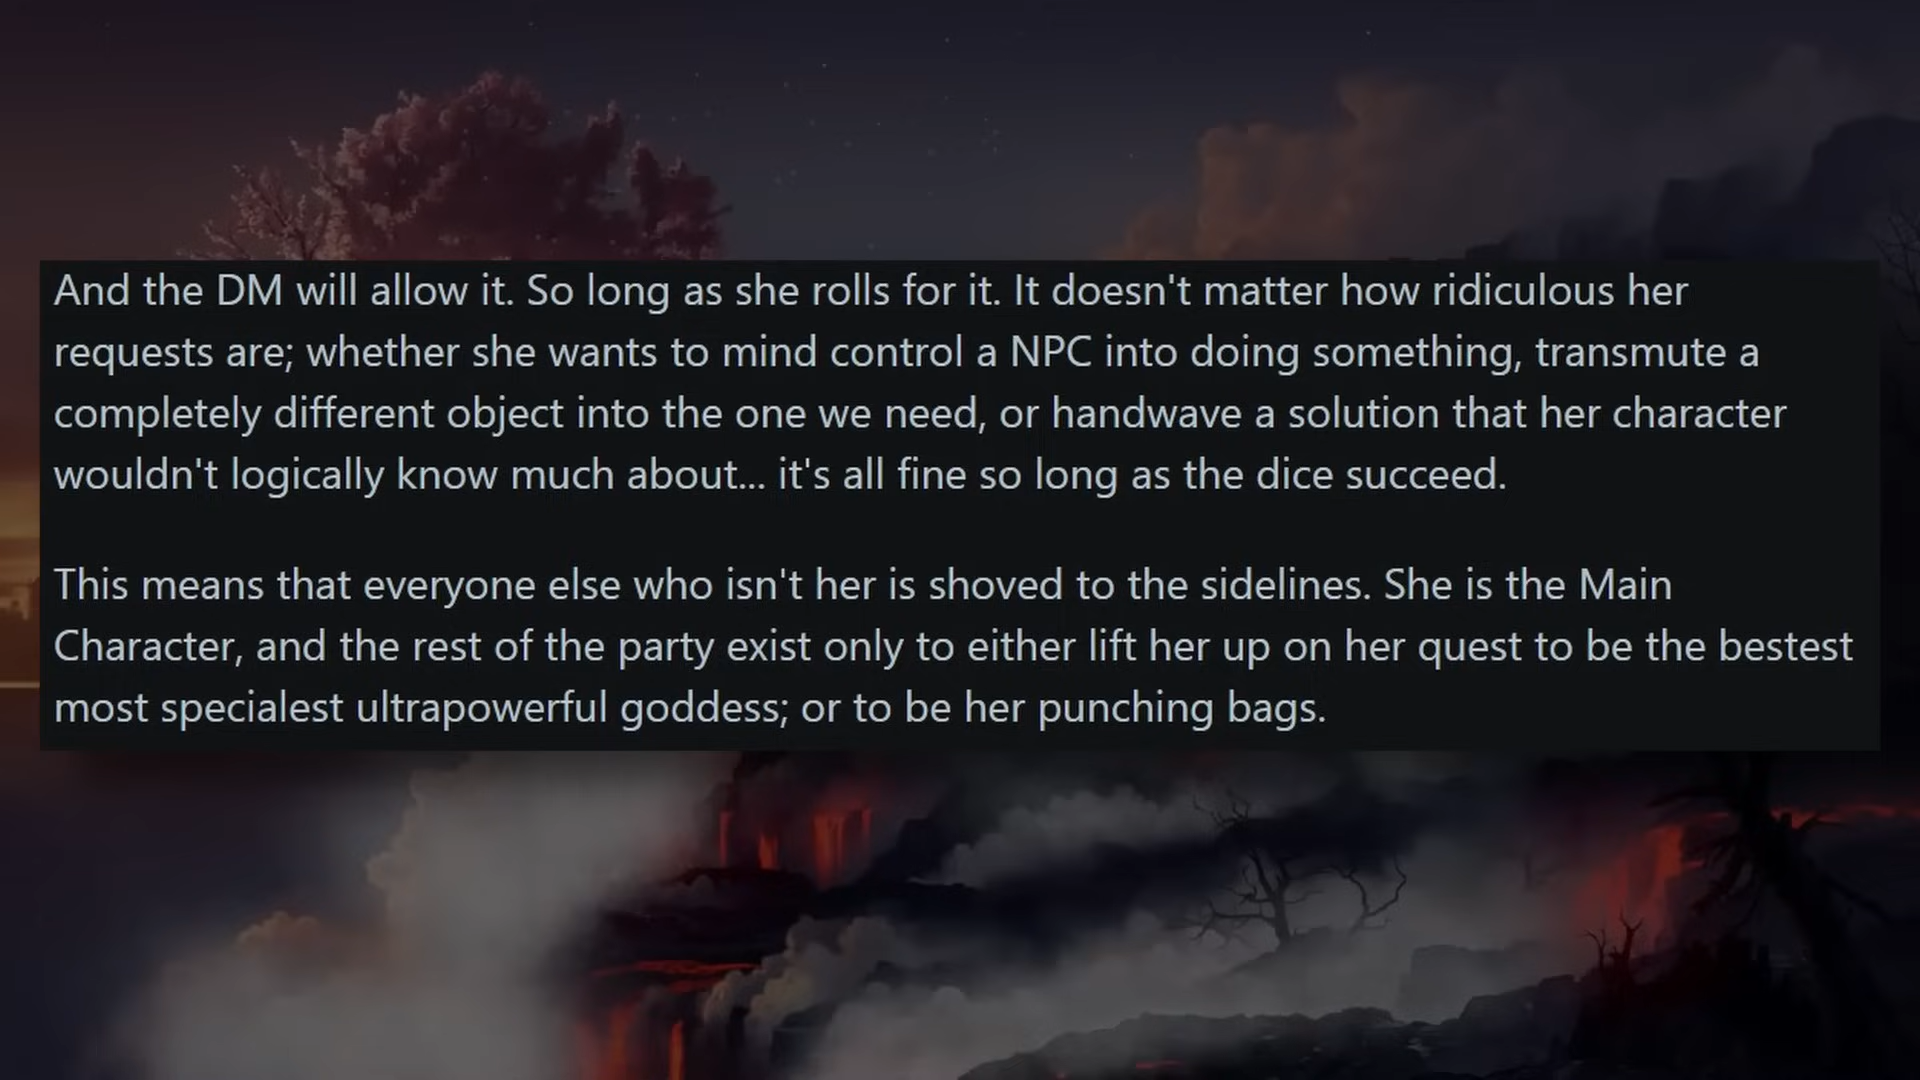 And the DM will allow it. So long as she rolls for it. It doesn't matter how ridiculous her
requests are; whether she wants to mind control a NPC into doing something, transmute a
completely different object into the one we need, or handwave a solution that her character
wouldn't logically know much about... it's all fine so long as the dice succeed.
This means that everyone else who isn't her is shoved to the sidelines. She is the Main
Character, and the rest of the party exist only to either lift her up on her quest to be the bestest
most specialest ultrapowerful goddess; or to be her punching bags.